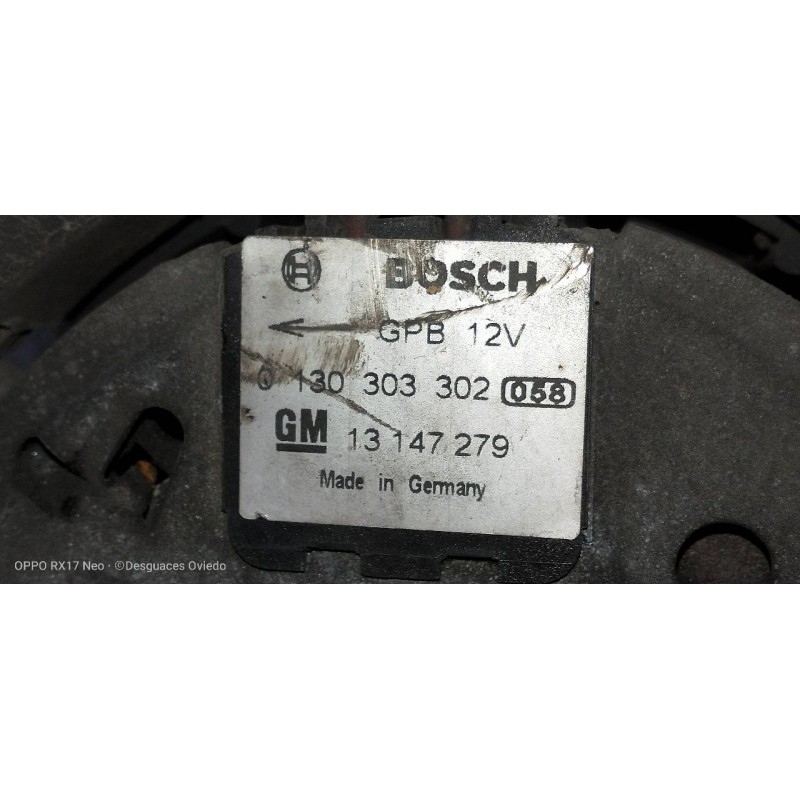 BOSCH
GPB 12V
0 130 303 302 058
GM 13 147 279
Made in Germany
OPPO RX17 Neo · ©Desguaces Oviedo